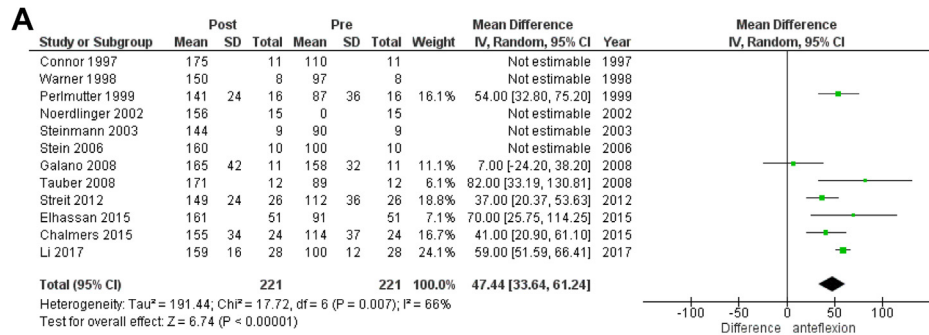 A
Post Pre Mean Difference Mean Difference
Study or Subgroup Mean SD Total Mean SD Total Weight IV, Random, 95% CI Year IV, Random, 95% CI
Connor 1997 175 11 110 11 Not estimable 1997
Warner 1998 150 8 97 8 Not estimable 1998
Perlmutter 1999 141 24 16 87 36 16 16.1% 54.00 [32.80, 75.20] 1999
Noerdlinger 2002 156 15 0 15 Not estimable 2002
Steinmann 2003 144 9 90 9 Not estimable 2003
Stein 2006 160 10 100 10 Not estimable 2006
Galano 2008 165 42 11 158 32 11 11.1% 7.00 [-24.20, 38.20] 2008
Tauber 2008 171 12 89 12 6.1% 82.00 [33.19, 130.81] 2008
Streit 2012 149 24 26 112 36 26 18.8% 37.00 [20.37, 53.63] 2012
Elhassan 2015 161 51 91 51 7.1% 70.00 [25.75, 114.25] 2015
Chalmers 2015 155 34 24 114 37 24 16.7% 41.00 [20.90, 61.10] 2015
Li 2017 159 16 28 100 12 28 24.1% 59.00 [51.59, 66.41] 2017
Total (95% CI) 221 221 100.0% 47.44 [33.64, 61.24]
Heterogeneity: Tau² = 191.44; Chi² = 17.72, df = 6 (P = 0.007); I² = 66%
Test for overall effect: Z = 6.74 (P < 0.00001)
-100 -50 0 50 100
Difference anteflexion